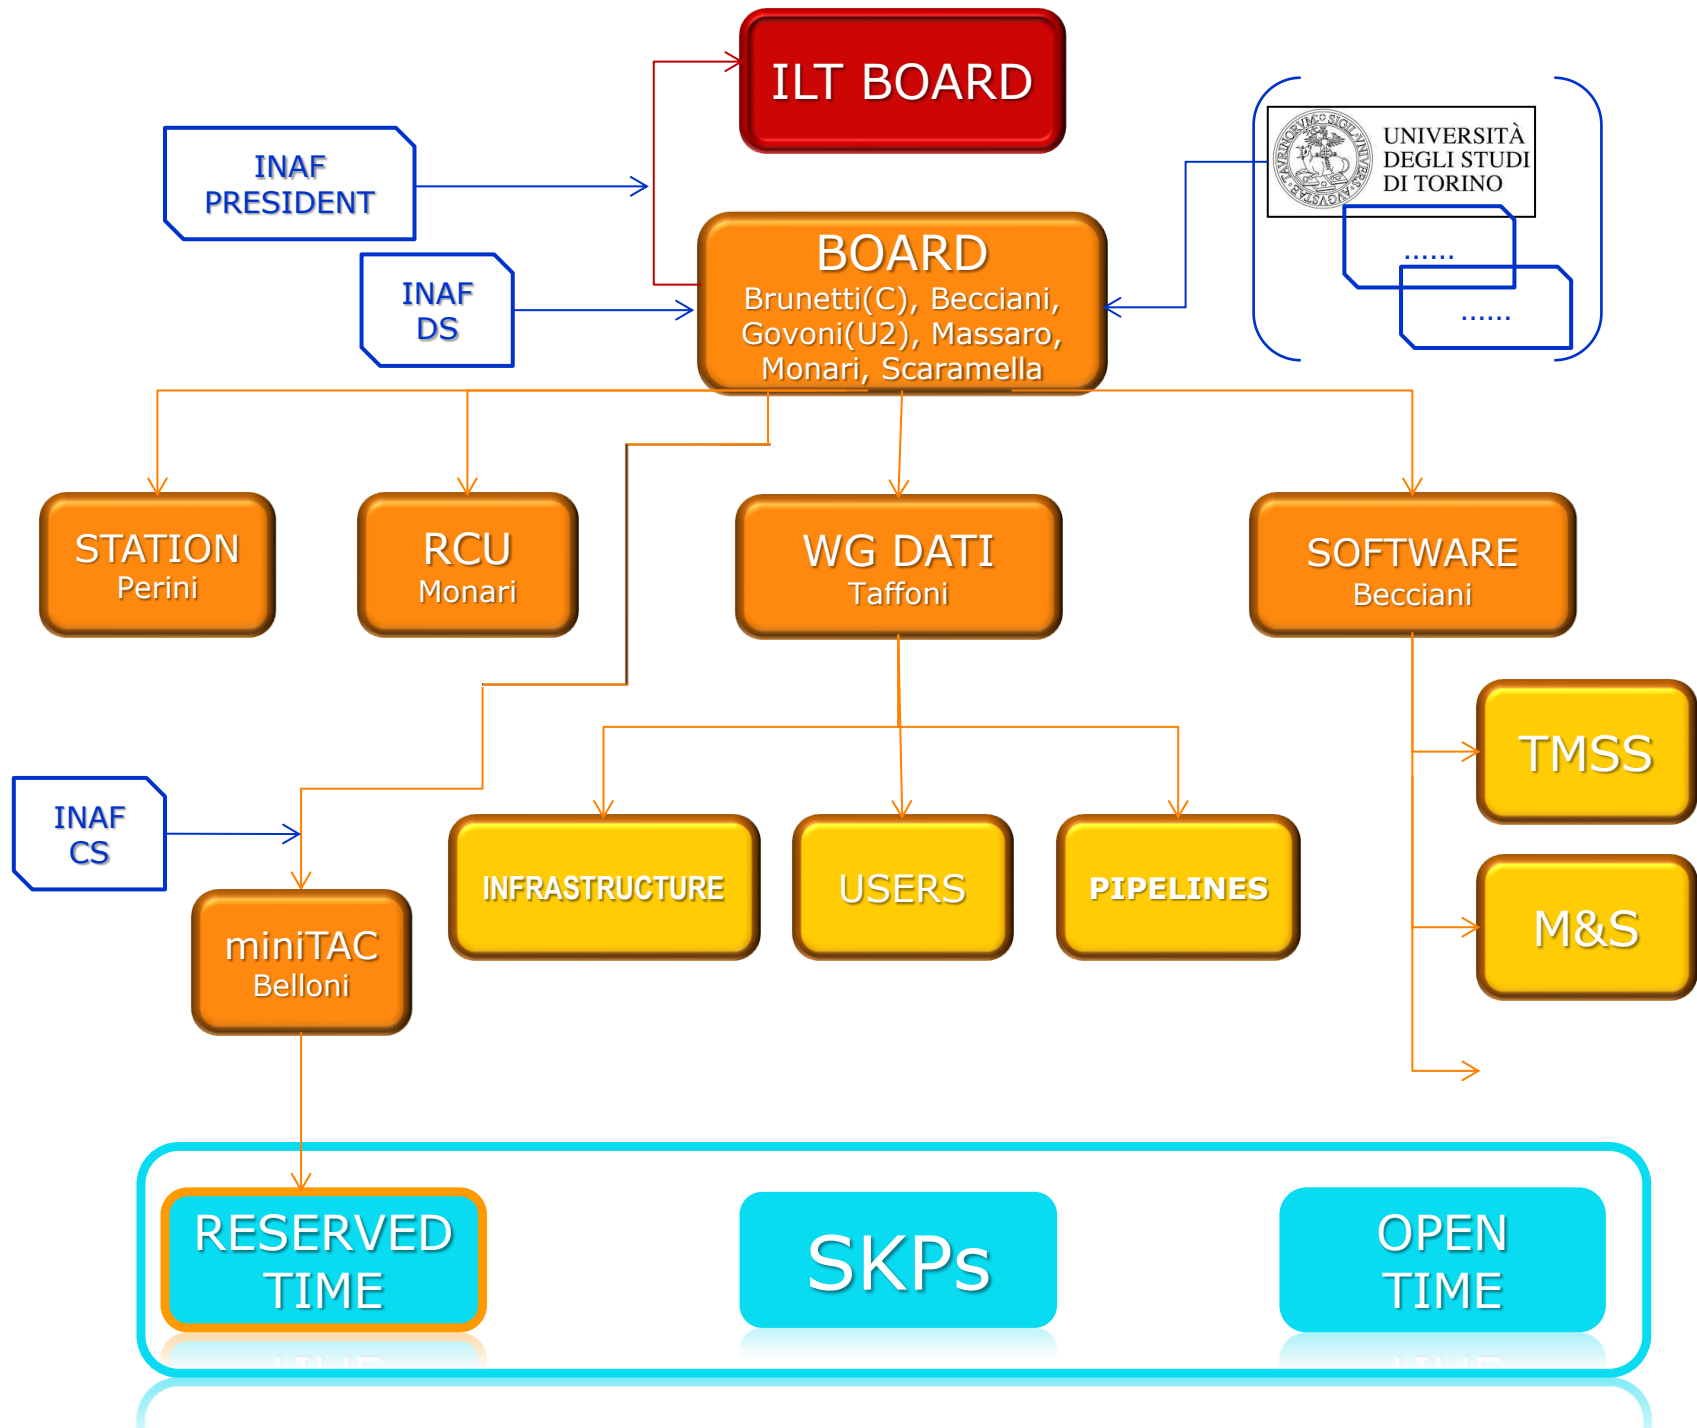 ILT BOARD
INAF
PRESIDENT
UNIVERSITÀ
DEGLI STUDI
DI TORINO
......
......
INAF
DS
BOARD
Brunetti(C), Becciani,
Govoni(U2), Massaro,
Monari, Scaramella
STATION
Perini
RCU
Monari
WG DATI
Taffoni
SOFTWARE
Becciani
TMSS
M&S
INAF
CS
INFRASTRUCTURE
USERS
PIPELINES
miniTAC
Belloni
RESERVED
TIME
SKPs
OPEN
TIME